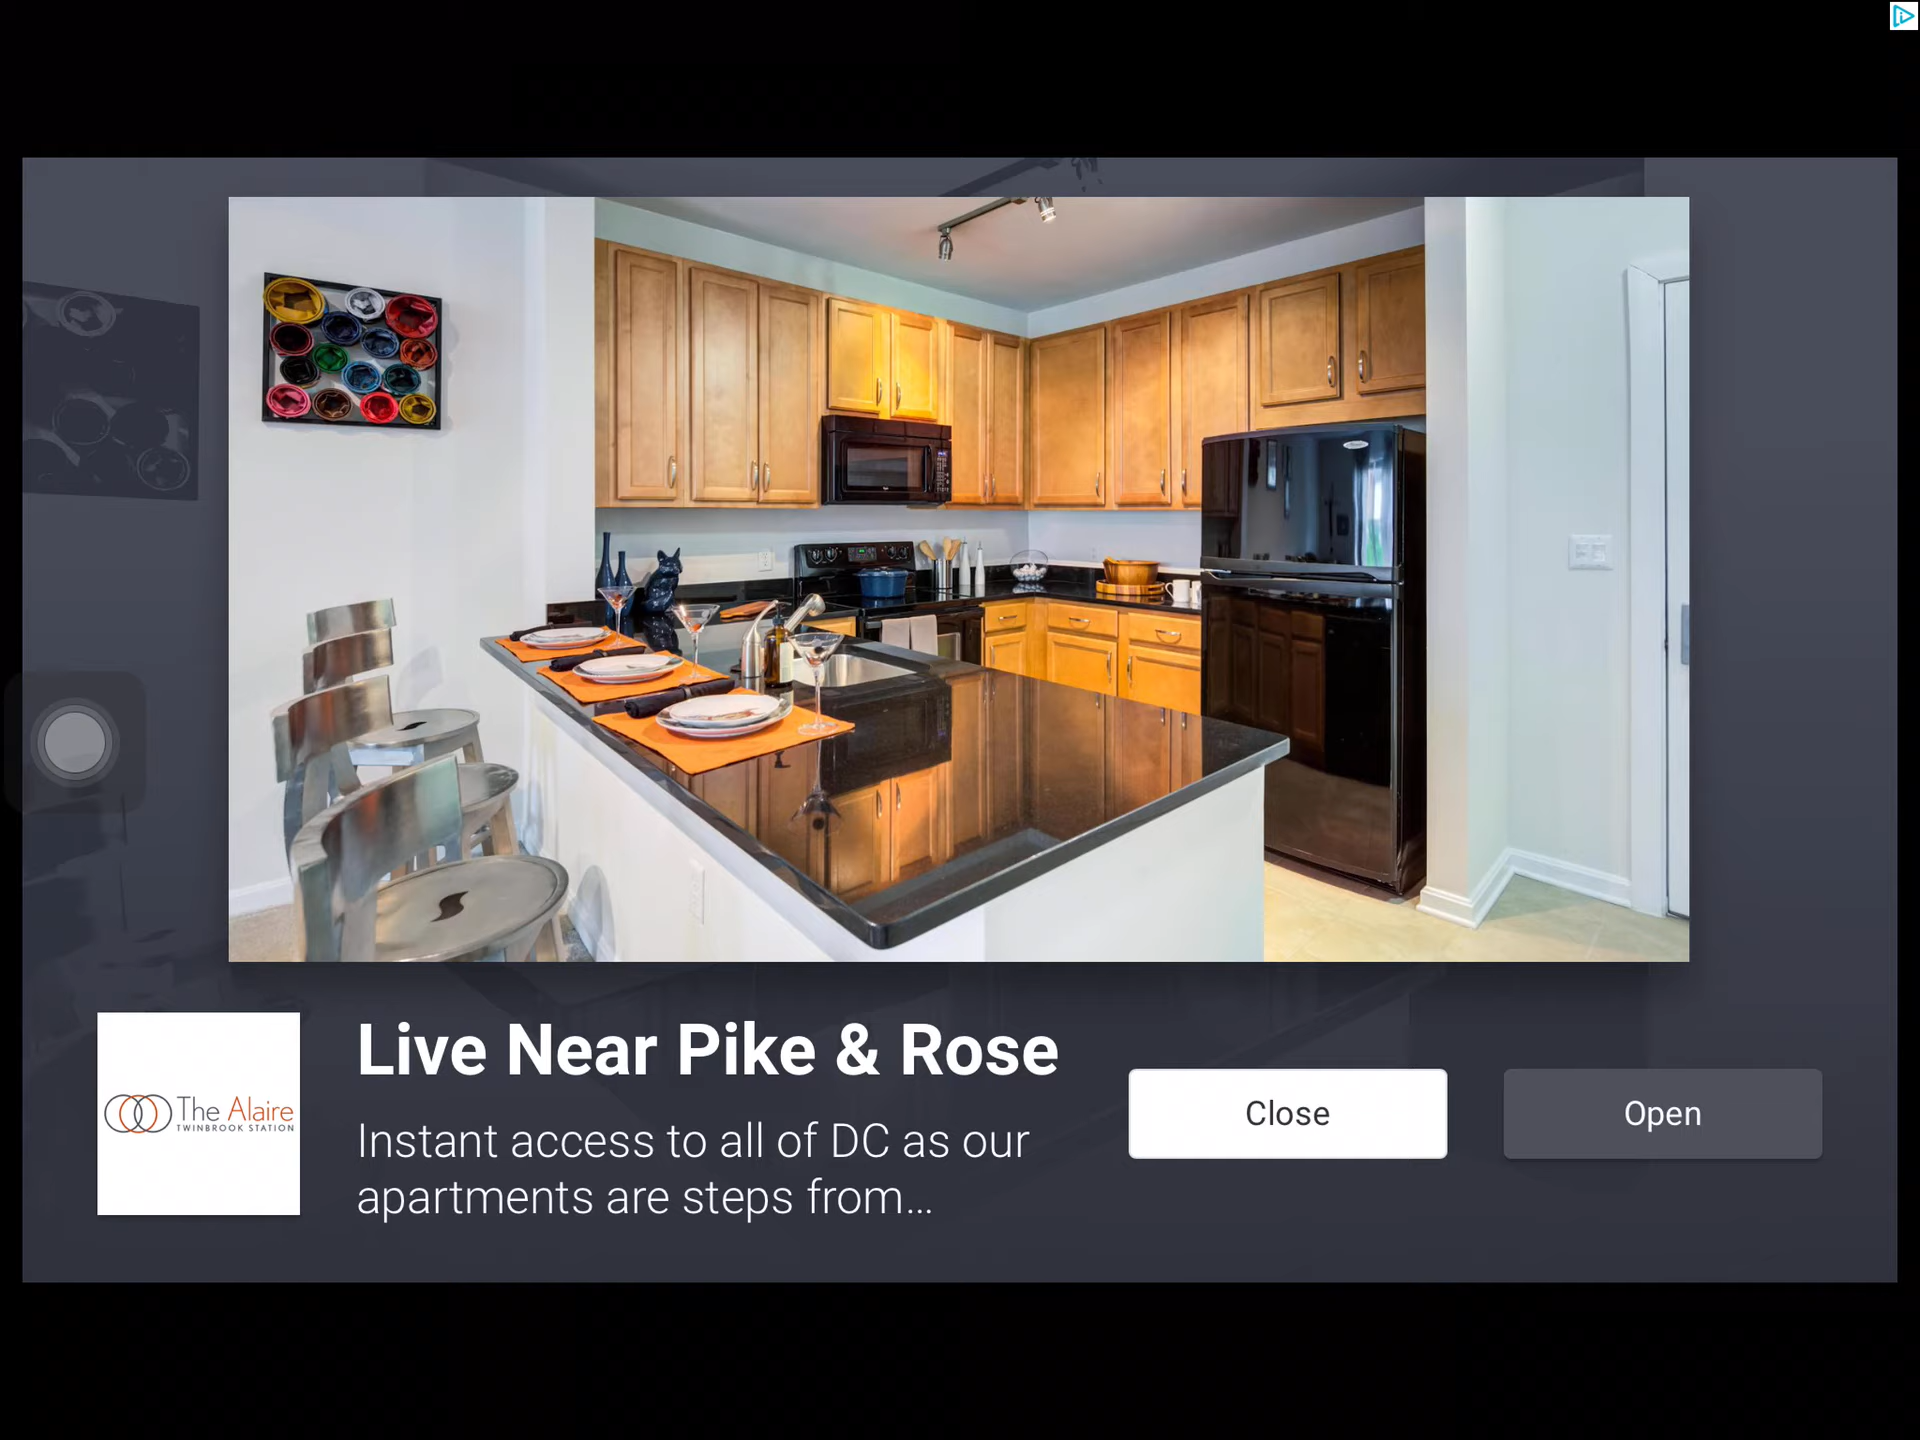 The Alaire
TWINBROOK STATION
Live Near Pike & Rose
Instant access to all of DC as our
apartments are steps from...
Close
Open